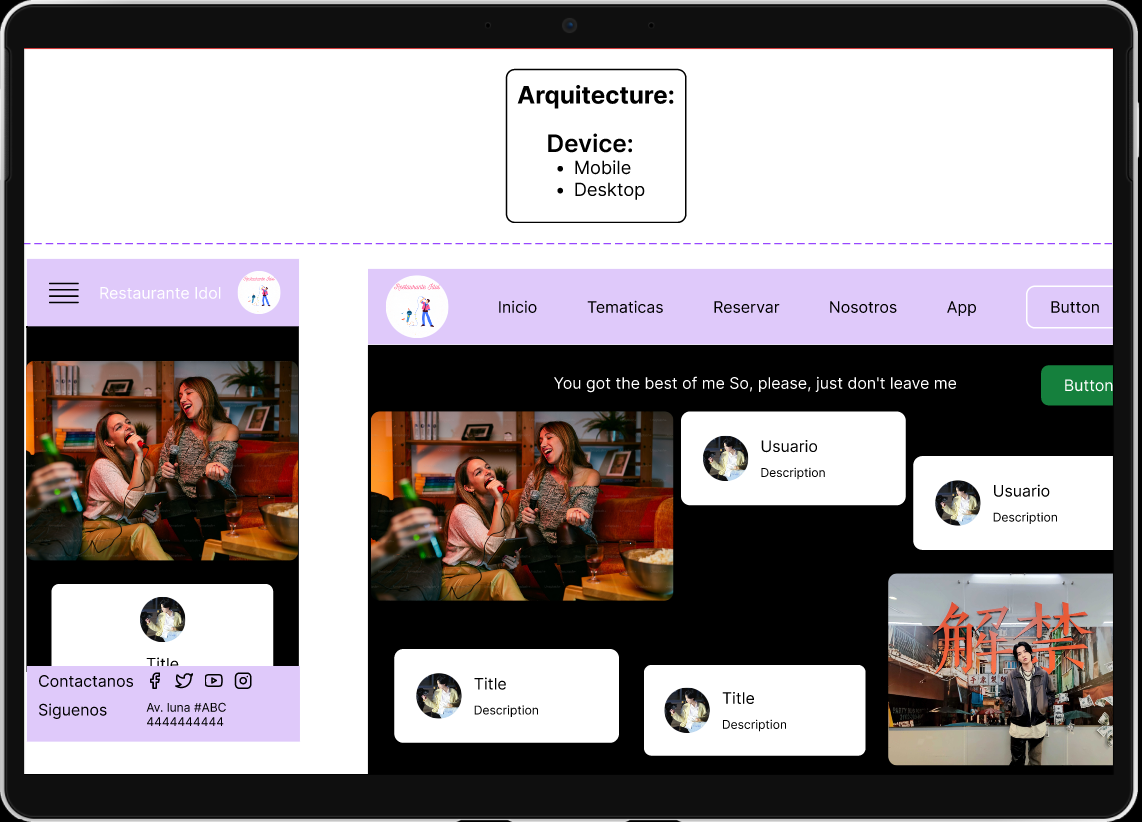 Arquitecture:
Device:
Mobile
Desktop
Restaurante Idol
Restaurante Idol
Contactanos
Siguenos
Av. luna #ABC
4444444444
Title
Restaurante Idol
Inicio
Tematicas
Reservar
Nosotros
App
Button
You got the best of me So, please, just don't leave me
Button
Usuario
Description
Usuario
Description
解禁
Title
Description
Title
Description